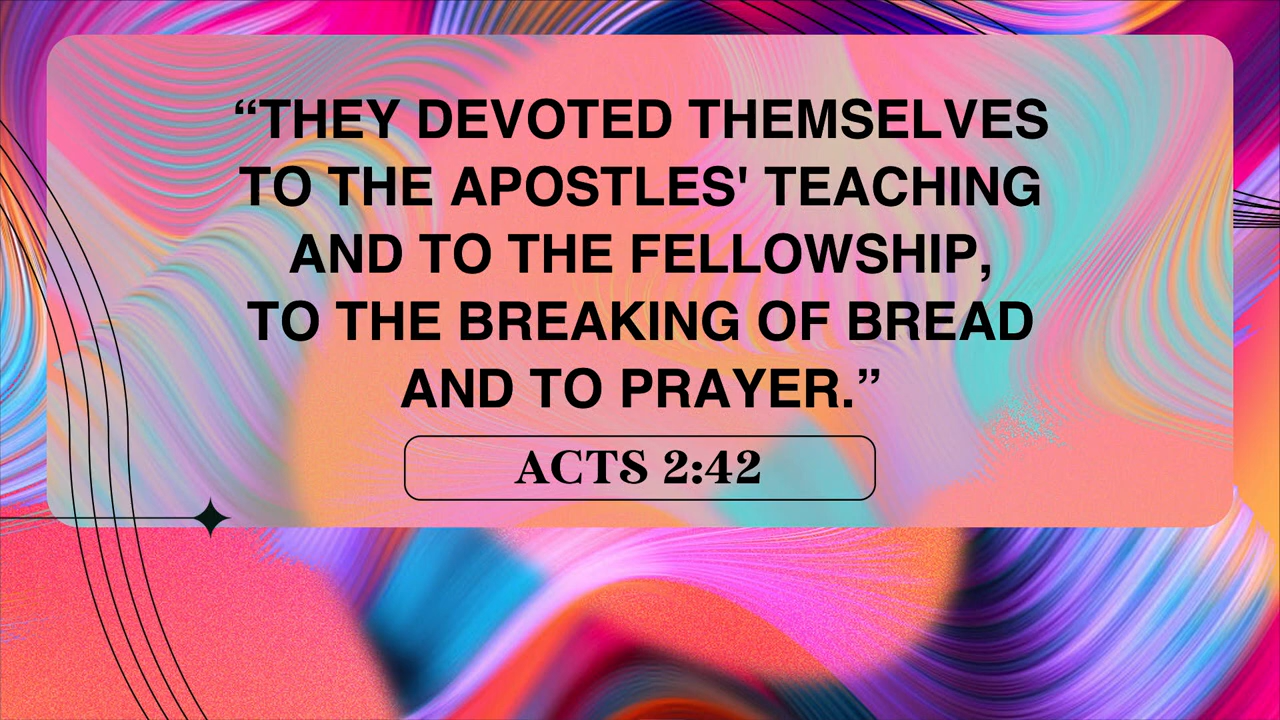 “THEY DEVOTED THEMSELVES
TO THE APOSTLES' TEACHING
AND TO THE FELLOWSHIP,
TO THE BREAKING OF BREAD
AND TO PRAYER.”
ACTS 2:42